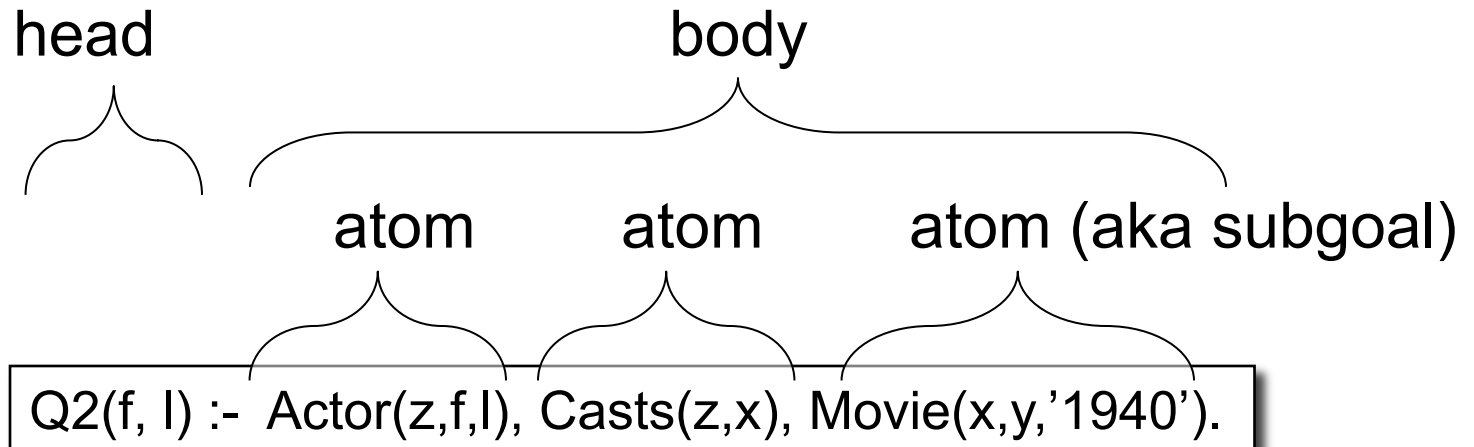 head body
atom atom atom (aka subgoal)
Q2(f, l) :- Actor(z,f,l), Casts(z,x), Movie(x,y,’1940’).